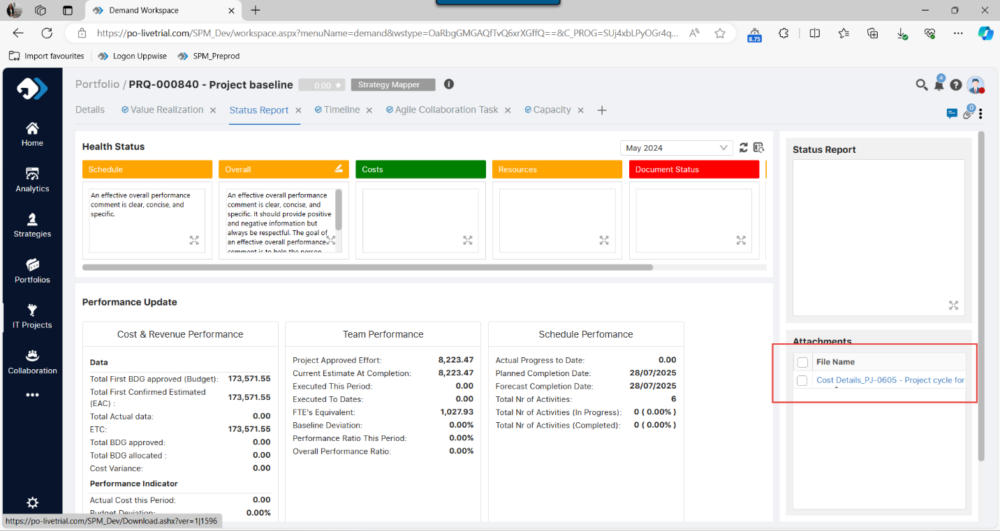 Demand Workspace
https://po-livetrial.com/SPM_Dev/workspace.aspx?menuName=demand&wstype=OaRbgGMGAQfTvQ6xrXGffQ==&C_PROG=SUj4xbLPyOGr4q...
8.75
Import favourites
Logon Uppwise
SPM_Preprod
Portfolio / PRQ-000840 - Project baseline
0.00
Strategy Mapper
4
Details
Value Realization
Status Report
Timeline
Agile Collaboration Task
Capacity
0
Home
Analytics
Strategies
Portfolios
IT Projects
Collaboration
Health Status
May 2024
Schedule
Overall
Costs
Resources
Document Status
An effective overall performance
comment is clear, concise, and
specific.
An effective overall performance
comment is clear, concise, and
specific. It should provide positive
and negative information but
always be respectful. The goal of
an effective overall performance
comment is to help the person
Performance Update
Cost & Revenue Performance
Data
Total First BDG approved (Budget): 173,571.55
Total First Confirmed Estimated
(EAC) : 173,571.55
Total Actual data: 0.00
ETC: 173,571.55
Total BDG approved: 0.00
Total BDG allocated : 0.00
Cost Variance: 0.00
Performance Indicator
Actual Cost this Period: 0.00
Budget Deviation: 0.00%
Team Performance
Project Approved Effort: 8,223.47
Current Estimate At Completion: 8,223.47
Executed This Period: 0.00
Executed To Dates: 0.00
FTE's Equivalent: 1,027.93
Baseline Deviation: 0.00%
Performance Ratio This Period: 0.00%
Overall Performance Ratio: 0.00%
Schedule Perfomance
Actual Progress to Date: 0.00
Planned Completion Date: 28/07/2025
Forecast Completion Date: 28/07/2025
Total Nr of Activities: 6
Total Nr of Activities (In Progress): 0 ( 0.00% )
Total Nr of Activities (Completed): 0 ( 0.00% )
Status Report
Attachments
File Name
Cost Details_PJ-0605 - Project cycle for
https://po-livetrial.com/SPM_Dev/Download.ashx?ver=1|1596